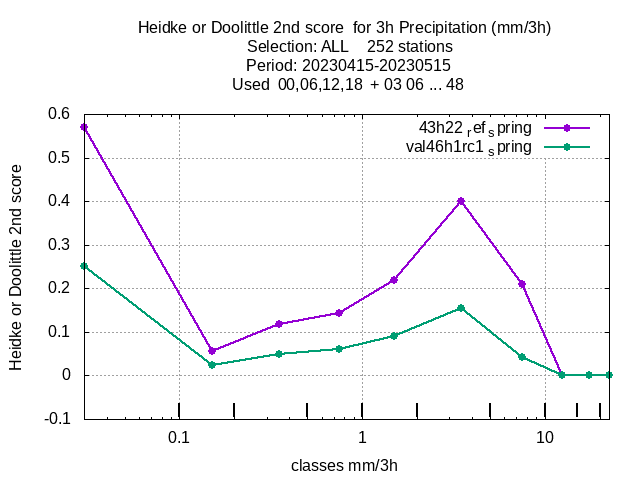 Heidke or Doolittle 2nd score  for 3h Precipitation (mm/3h)
Selection: ALL    252 stations
Period: 20230415-20230515
Used  00,06,12,18  + 03 06 ... 48
43h22 ref spring
val46h1rc1 spring
0.6
0.5
0.4
0.3
0.2
0.1
0
-0.1
Heidke or Doolittle 2nd score
0.1
1
10
classes mm/3h